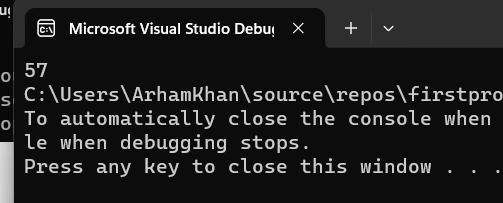 Microsoft Visual Studio Debu
57
C:\Users\ArhamKhan\source\repos\firstpro
To automatically close the console when
le when debugging stops.
Press any key to close this window . . .